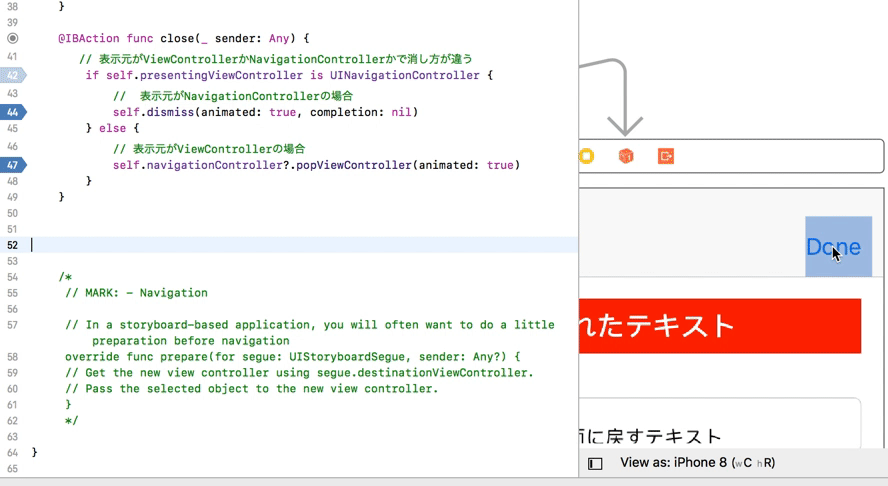 38 }
39
@IBAction func close(_ sender: Any) {
41 // 表示元がViewControllerかNavigationControllerかで消し方が違う
42 if self.presentingViewController is UINavigationController {
43 // 表示元がNavigationControllerの場合
44 self.dismiss(animated: true, completion: nil)
45 } else {
46 // 表示元がViewControllerの場合
47 self.navigationController?.popViewController(animated: true)
48 }
49 }
50
51
52
53
54 /*
55 // MARK: - Navigation
56
57 // In a storyboard-based application, you will often want to do a little
preparation before navigation
58 override func prepare(for segue: UIStoryboardSegue, sender: Any?) {
59 // Get the new view controller using segue.destinationViewController.
60 // Pass the selected object to the new view controller.
61 }
62 */
63
64 }
65
Done
れたテキスト
に戻すテキスト
View as: iPhone 8 (wC hR)